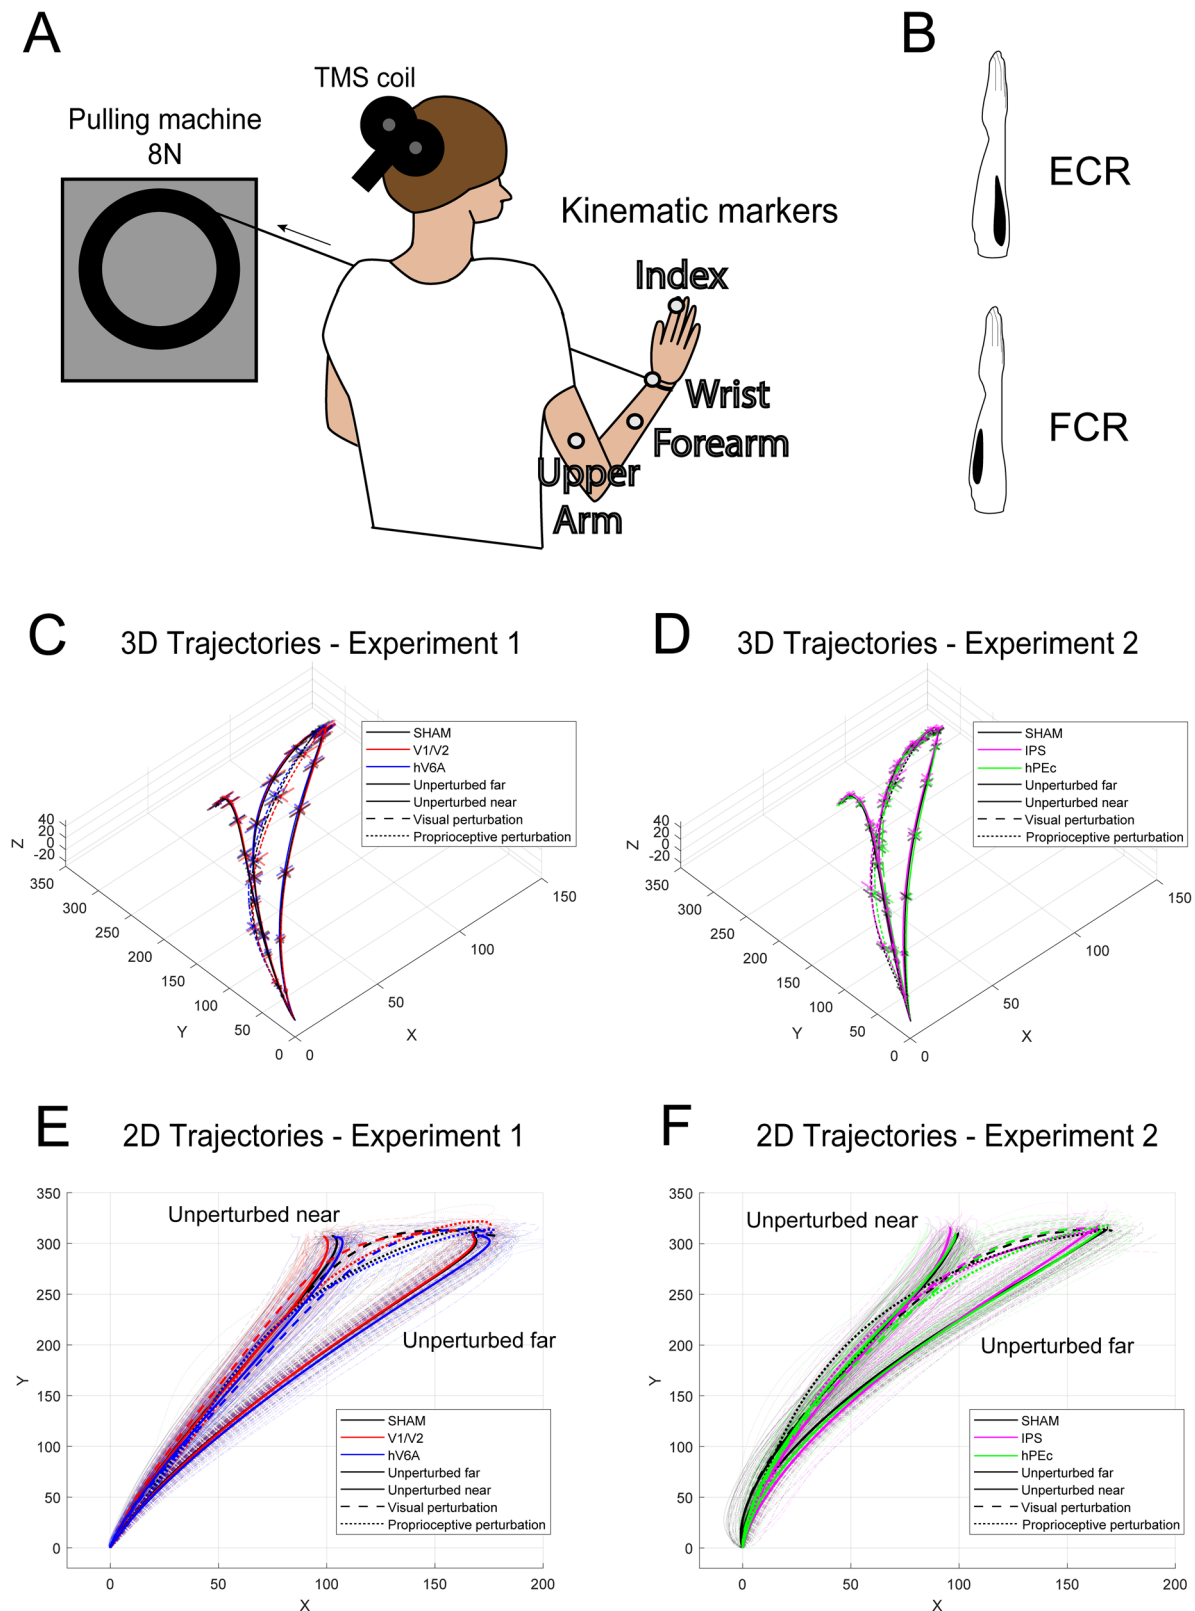 A
B
TMS coil
Pulling machine
8N
Kinematic markers
Index
Wrist
Forearm
Upper
Arm
ECR
FCR
C
3D Trajectories - Experiment 1
SHAM
V1/V2
hV6A
Unperturbed far
Unperturbed near
Visual perturbation
Proprioceptive perturbation
Z
40
20
0
-20
350
300
250
200
150
100
50
0
Y
0
50
100
150
X
D
3D Trajectories - Experiment 2
SHAM
IPS
hPEc
Unperturbed far
Unperturbed near
Visual perturbation
Proprioceptive perturbation
Z
40
20
0
-20
350
300
250
200
150
100
50
0
Y
0
50
100
150
X
E
2D Trajectories - Experiment 1
Unperturbed near
Unperturbed far
Y
350
300
250
200
150
100
50
0
0
50
100
150
200
X
SHAM
V1/V2
hV6A
Unperturbed far
Unperturbed near
Visual perturbation
Proprioceptive perturbation
F
2D Trajectories - Experiment 2
Unperturbed near
Unperturbed far
Y
350
300
250
200
150
100
50
0
0
50
100
150
200
X
SHAM
IPS
hPEc
Unperturbed far
Unperturbed near
Visual perturbation
Proprioceptive perturbation